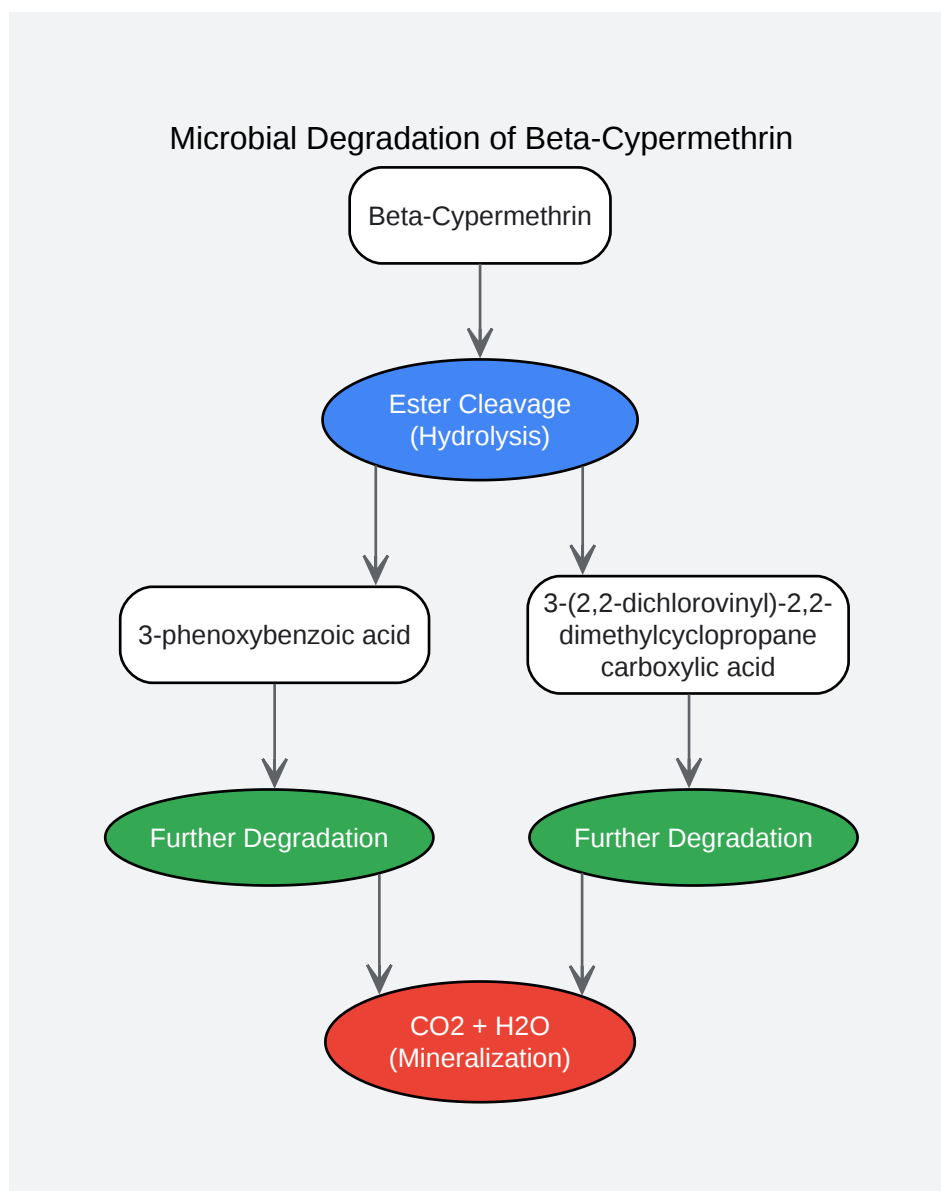 Microbial Degradation of Beta-Cypermethrin
Beta-Cypermethrin
Ester Cleavage
(Hydrolysis)
3-phenoxybenzoic acid
3-(2,2-dichlorovinyl)-2,2-
dimethylcyclopropane
carboxylic acid
Further Degradation
Further Degradation
CO2 + H2O
(Mineralization)